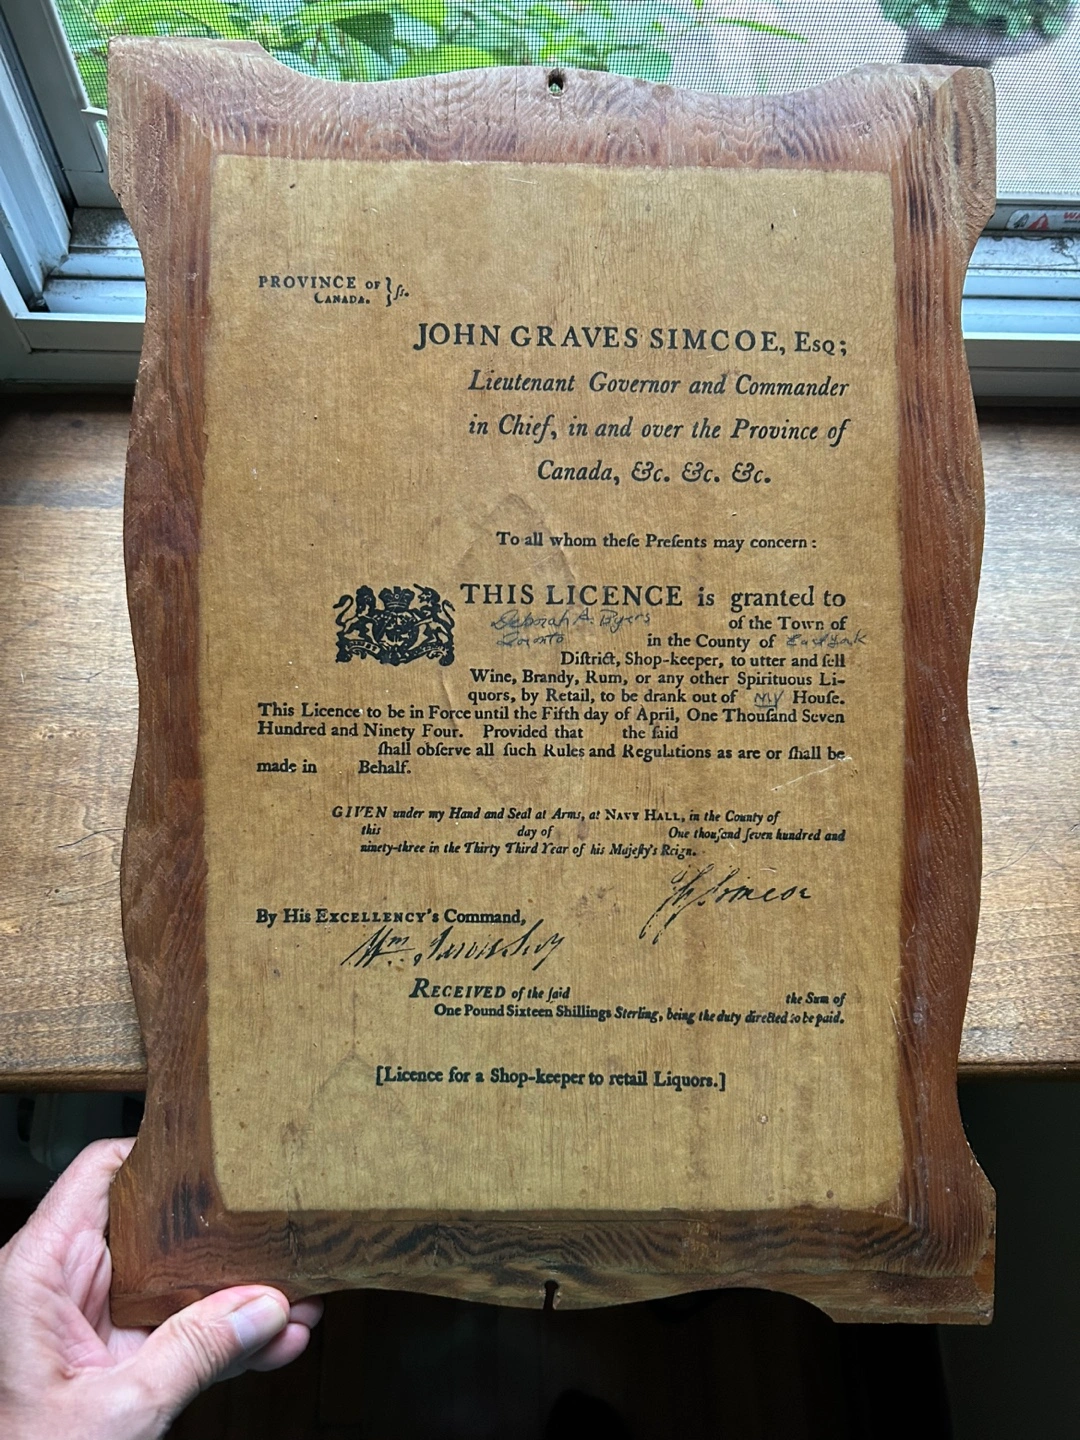 PROVINCE OF } ſs.
CANADA.
JOHN GRAVES SIMCOE, ESQ;
Lieutenant Governor and Commander
in Chief, in and over the Province of
Canada, &c. &c. &c.
To all whom theſe Preſents may concern:
THIS LICENCE is granted to
Deborah A. Byers of the Town of
Toronto in the County of East York
Diſtrict, Shop-keeper, to utter and ſell
Wine, Brandy, Rum, or any other Spirituous Li-
quors, by Retail, to be drank out of My Houſe.
This Licence to be in Force until the Fifth day of April, One Thouſand Seven
Hundred and Ninety Four. Provided that the ſaid
ſhall obſerve all ſuch Rules and Regulations as are or ſhall be
made in Behalf.
GIVEN under my Hand and Seal at Arms, at NAVY HALL, in the County of
this day of One thouſand ſeven hundred and
ninety-three in the Thirty Third Year of his Majeſty's Reign.
Simcoe
By His EXCELLENCY's Command,
Wm. Jarvis Secy
RECEIVED of the ſaid the Sum of
One Pound Sixteen Shillings Sterling, being the duty directed to be paid.
[Licence for a Shop-keeper to retail Liquors.]